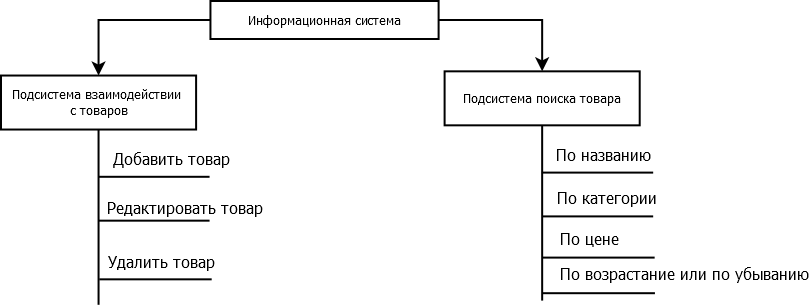 Информационная система
Подсистема взаимодействии
с товаров
Добавить товар
Редактировать товар
Удалить товар
Подсистема поиска товара
По названию
По категории
По цене
По возрастание или по убыванию